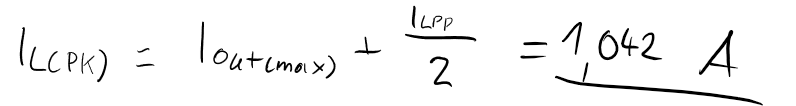 I_L(PK) = I_out(max) + I_LPP / 2 = 1,042 A